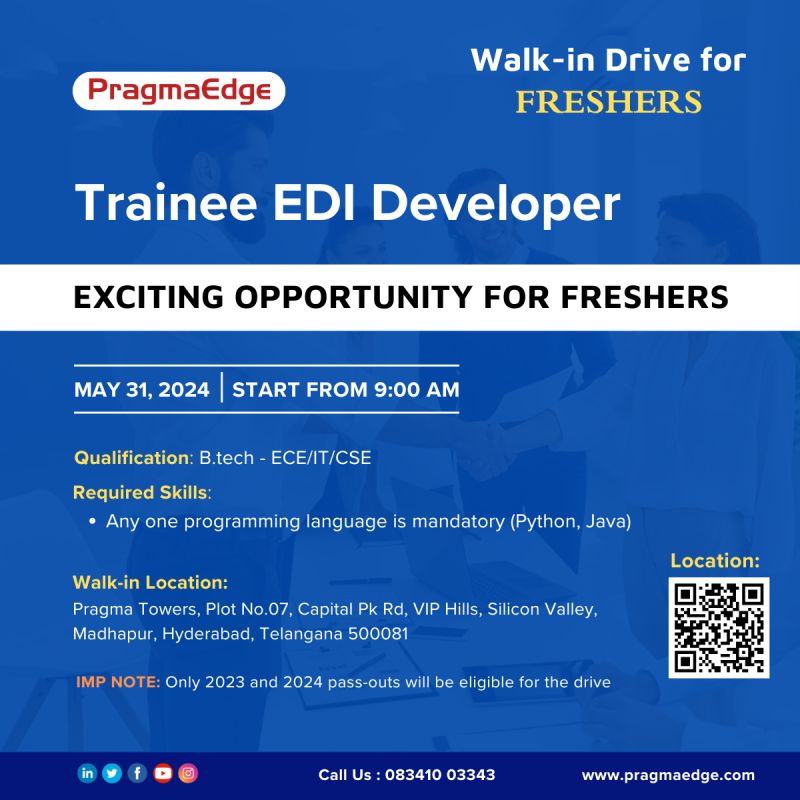 PragmaEdge
Walk-in Drive for
FRESHERS
Trainee EDI Developer
EXCITING OPPORTUNITY FOR FRESHERS
MAY 31, 2024 | START FROM 9:00 AM
Qualification: B.tech - ECE/IT/CSE
Required Skills:
• Any one programming language is mandatory (Python, Java)
Walk-in Location:
Pragma Towers, Plot No.07, Capital Pk Rd, VIP Hills, Silicon Valley,
Madhapur, Hyderabad, Telangana 500081
Location:
IMP NOTE: Only 2023 and 2024 pass-outs will be eligible for the drive
Call Us : 083410 03343
www.pragmaedge.com